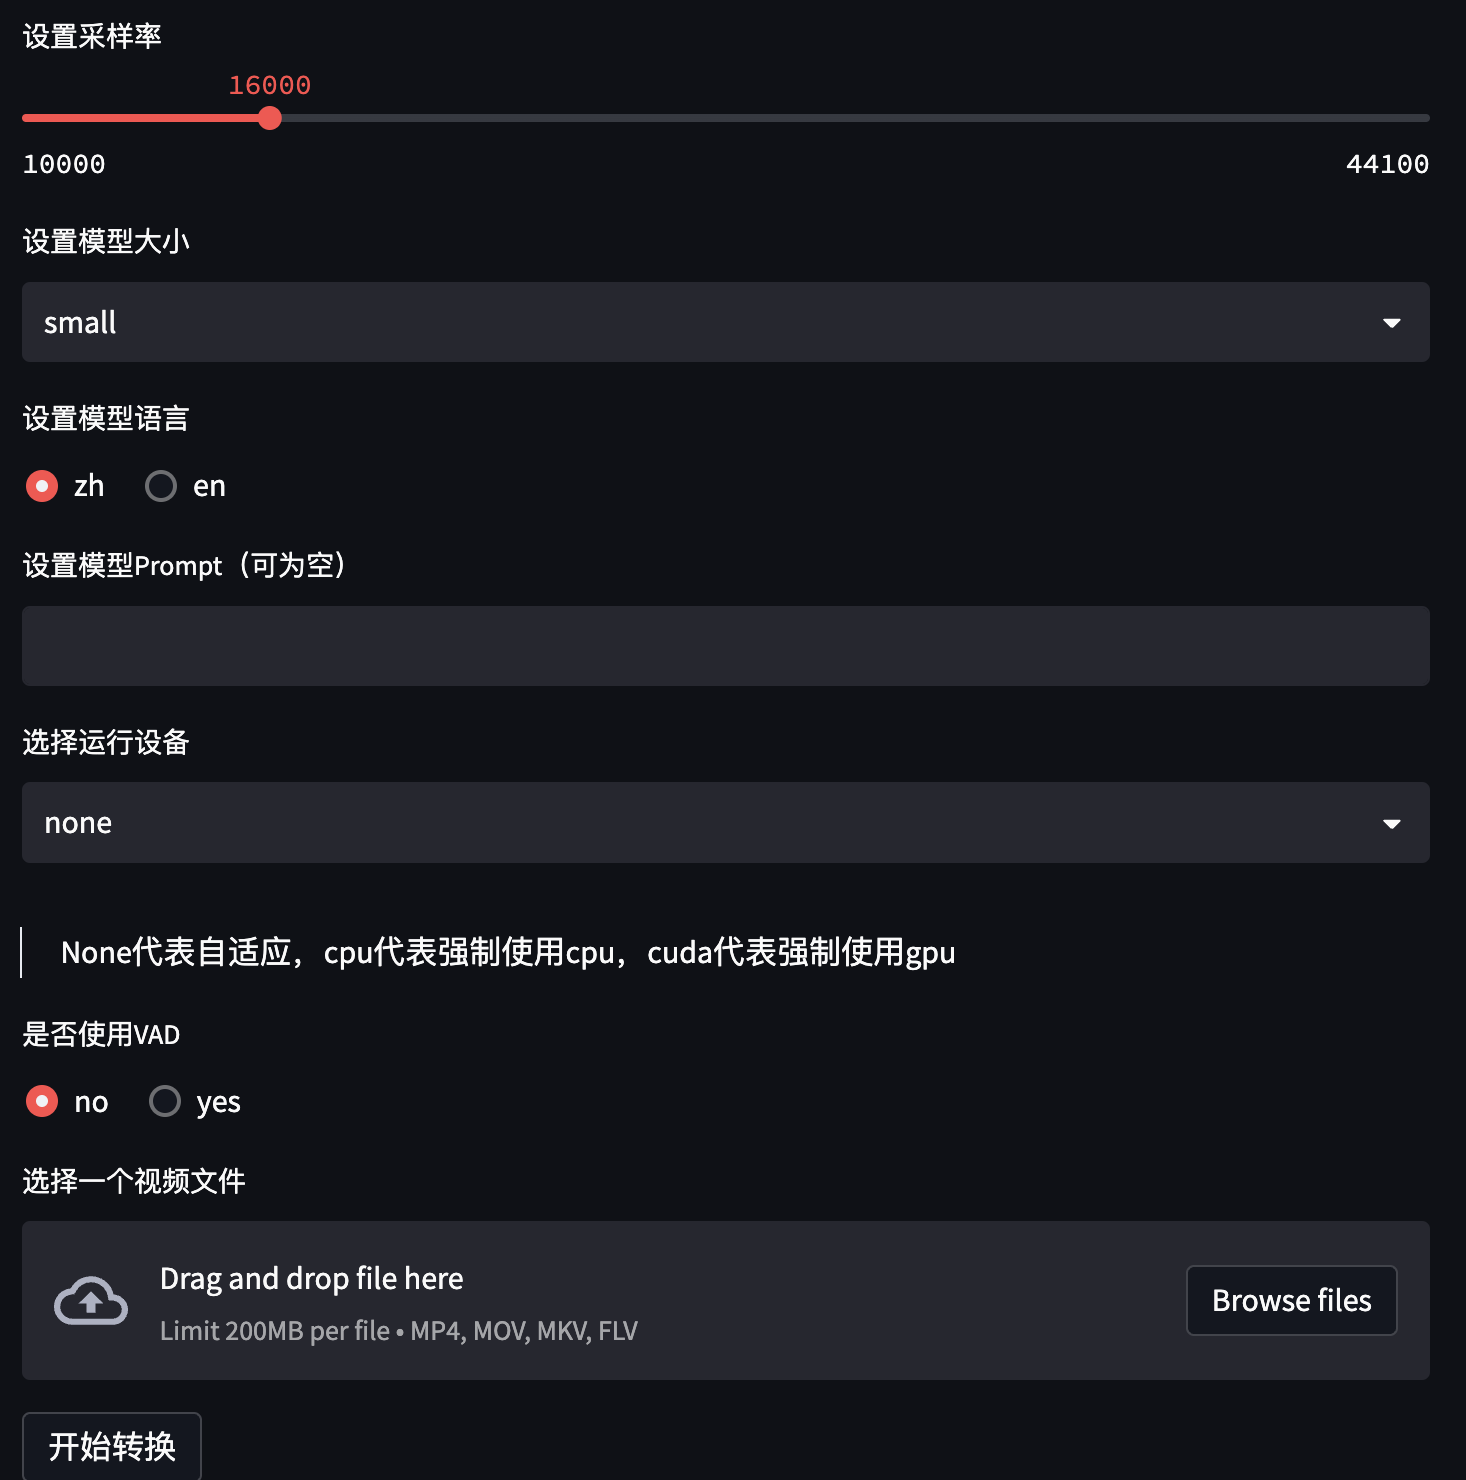 设置采样率
16000
10000 44100
设置模型大小
small
设置模型语言
zh en
设置模型Prompt（可为空）
选择运行设备
none
None代表自适应，cpu代表强制使用cpu，cuda代表强制使用gpu
是否使用VAD
no yes
选择一个视频文件
Drag and drop file here
Limit 200MB per file • MP4, MOV, MKV, FLV
Browse files
开始转换